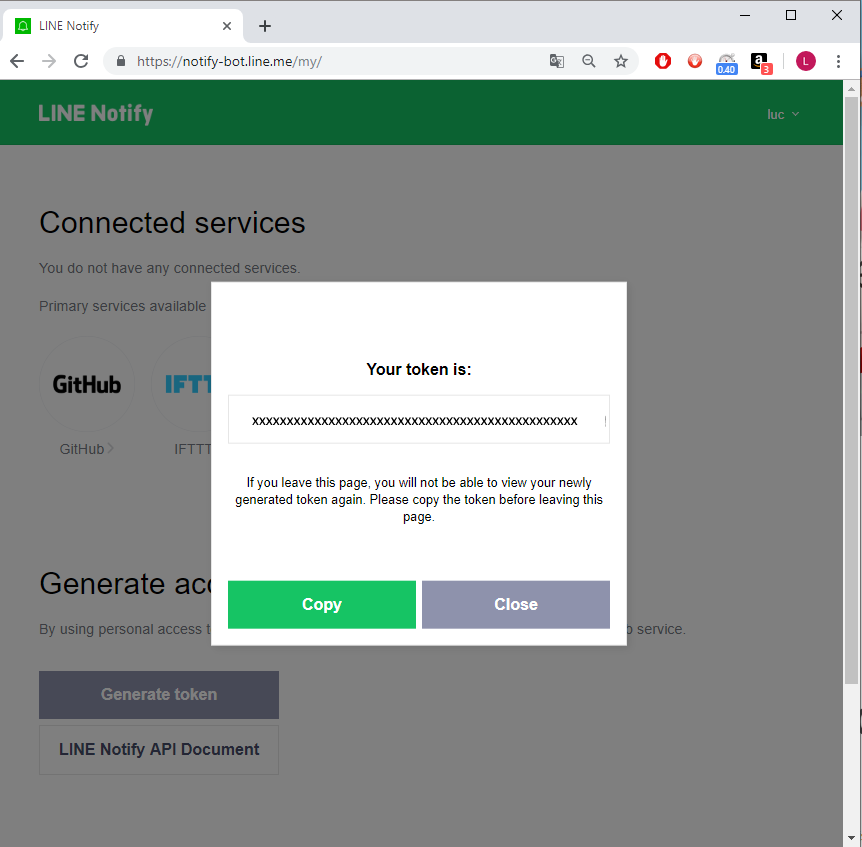 LINE Notify
https://notify-bot.line.me/my/
0.40
a
3
L
LINE Notify
luc
Connected services
You do not have any connected services.
Primary services available
GitHub
IFTT
GitHub
IFTTT
Your token is:
xxxxxxxxxxxxxxxxxxxxxxxxxxxxxxxxxxxxxxxxxxxxxxx
If you leave this page, you will not be able to view your newly
generated token again. Please copy the token before leaving this
page.
Copy
Close
Generate acc
By using personal access t
b service.
Generate token
LINE Notify API Document